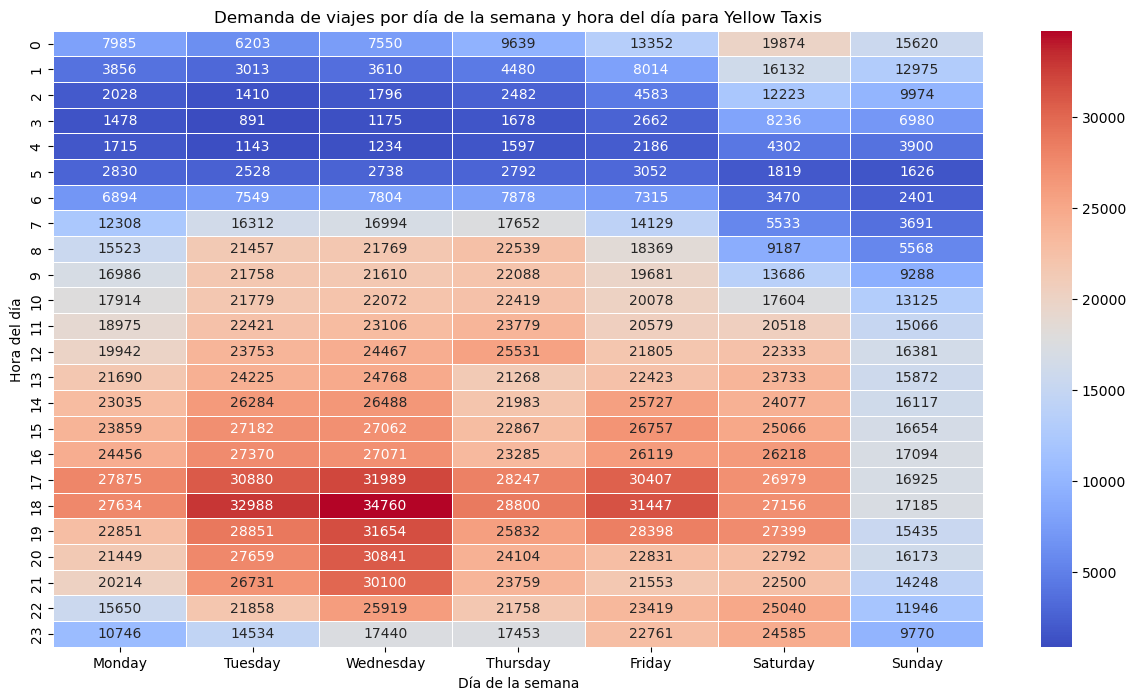 Demanda de viajes por día de la semana y hora del día para Yellow Taxis
0 7985 6203 7550 9639 13352 19874 15620
1 3856 3013 3610 4480 8014 16132 12975
2 2028 1410 1796 2482 4583 12223 9974
3 1478 891 1175 1678 2662 8236 6980
4 1715 1143 1234 1597 2186 4302 3900
5 2830 2528 2738 2792 3052 1819 1626
6 6894 7549 7804 7878 7315 3470 2401
7 12308 16312 16994 17652 14129 5533 3691
8 15523 21457 21769 22539 18369 9187 5568
9 16986 21758 21610 22088 19681 13686 9288
10 17914 21779 22072 22419 20078 17604 13125
11 18975 22421 23106 23779 20579 20518 15066
12 19942 23753 24467 25531 21805 22333 16381
13 21690 24225 24768 21268 22423 23733 15872
14 23035 26284 26488 21983 25727 24077 16117
15 23859 27182 27062 22867 26757 25066 16654
16 24456 27370 27071 23285 26119 26218 17094
17 27875 30880 31989 28247 30407 26979 16925
18 27634 32988 34760 28800 31447 27156 17185
19 22851 28851 31654 25832 28398 27399 15435
20 21449 27659 30841 24104 22831 22792 16173
21 20214 26731 30100 23759 21553 22500 14248
22 15650 21858 25919 21758 23419 25040 11946
23 10746 14534 17440 17453 22761 24585 9770
Monday Tuesday Wednesday Thursday Friday Saturday Sunday
Día de la semana
Hora del día
30000
25000
20000
15000
10000
5000